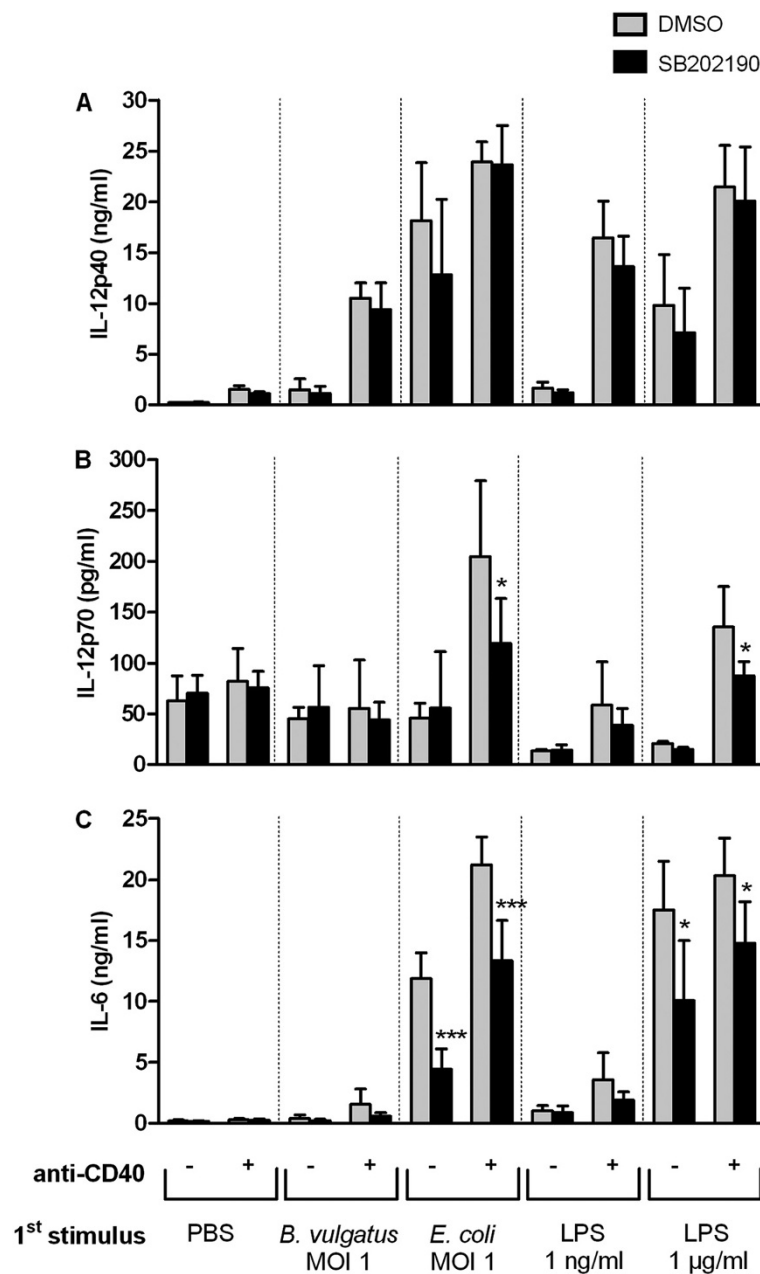 DMSO
SB202190
A
IL-12p40 (ng/ml)
30
25
20
15
10
5
0
B
IL-12p70 (pg/ml)
300
250
200
150
100
50
0
*
*
C
IL-6 (ng/ml)
25
20
15
10
5
0
***
***
*
*
anti-CD40 - + - + - + - + - +
1st stimulus PBS B. vulgatus E. coli LPS LPS
MOI 1 MOI 1 1 ng/ml 1 µg/ml